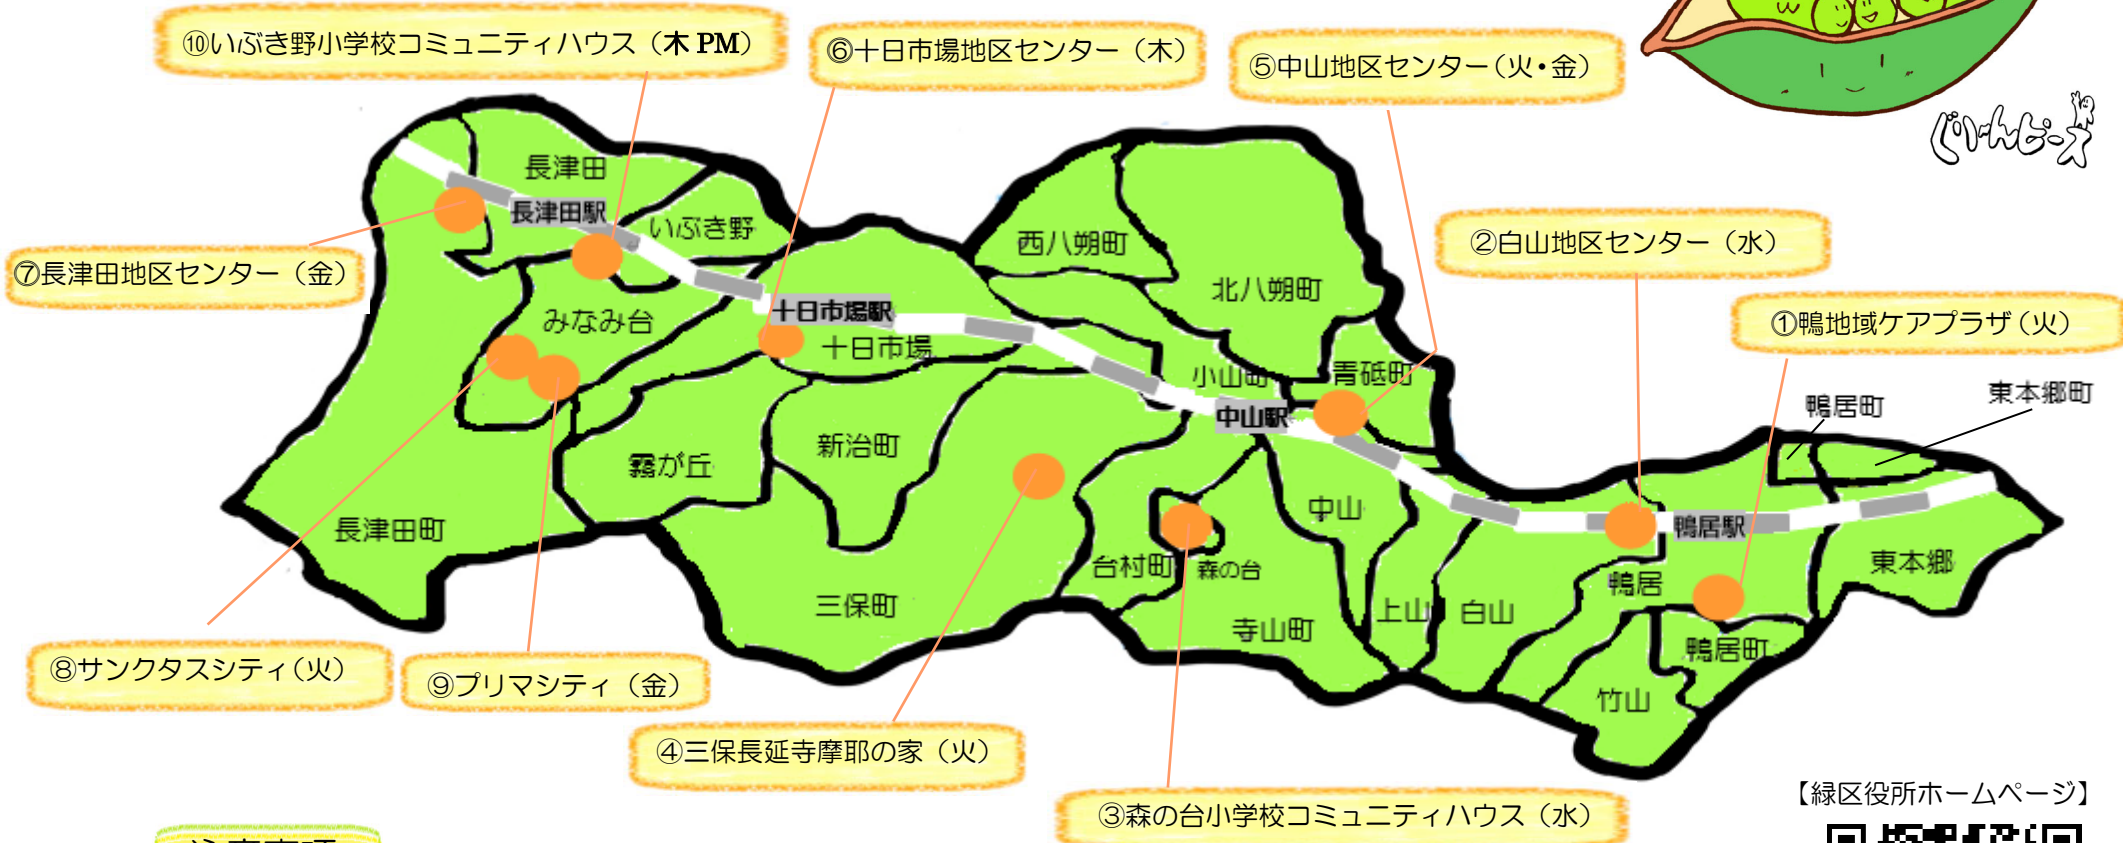 ⑩いぶき野小学校コミュニティハウス（木PM）
⑥十日市場地区センター（木）
⑤中山地区センター（火・金）
ぐり～んピース
長津田
長津田駅
いぶき野
西八朔町
②白山地区センター（水）
⑦長津田地区センター（金）
北八朔町
みなみ台
十日市場駅
①鴨地域ケアプラザ（火）
十日市場
小山町
青砥町
東本郷町
鴨居町
中山駅
新治町
霧が丘
中山
長津田町
鴨居駅
台村町
森の台
東本郷
鴨居
三保町
上山
白山
寺山町
鴨居町
⑧サンクタスシティ（火）
⑨プリマシティ（金）
竹山
④三保長延寺摩耶の家（火）
【緑区役所ホームページ】
③森の台小学校コミュニティハウス（水）